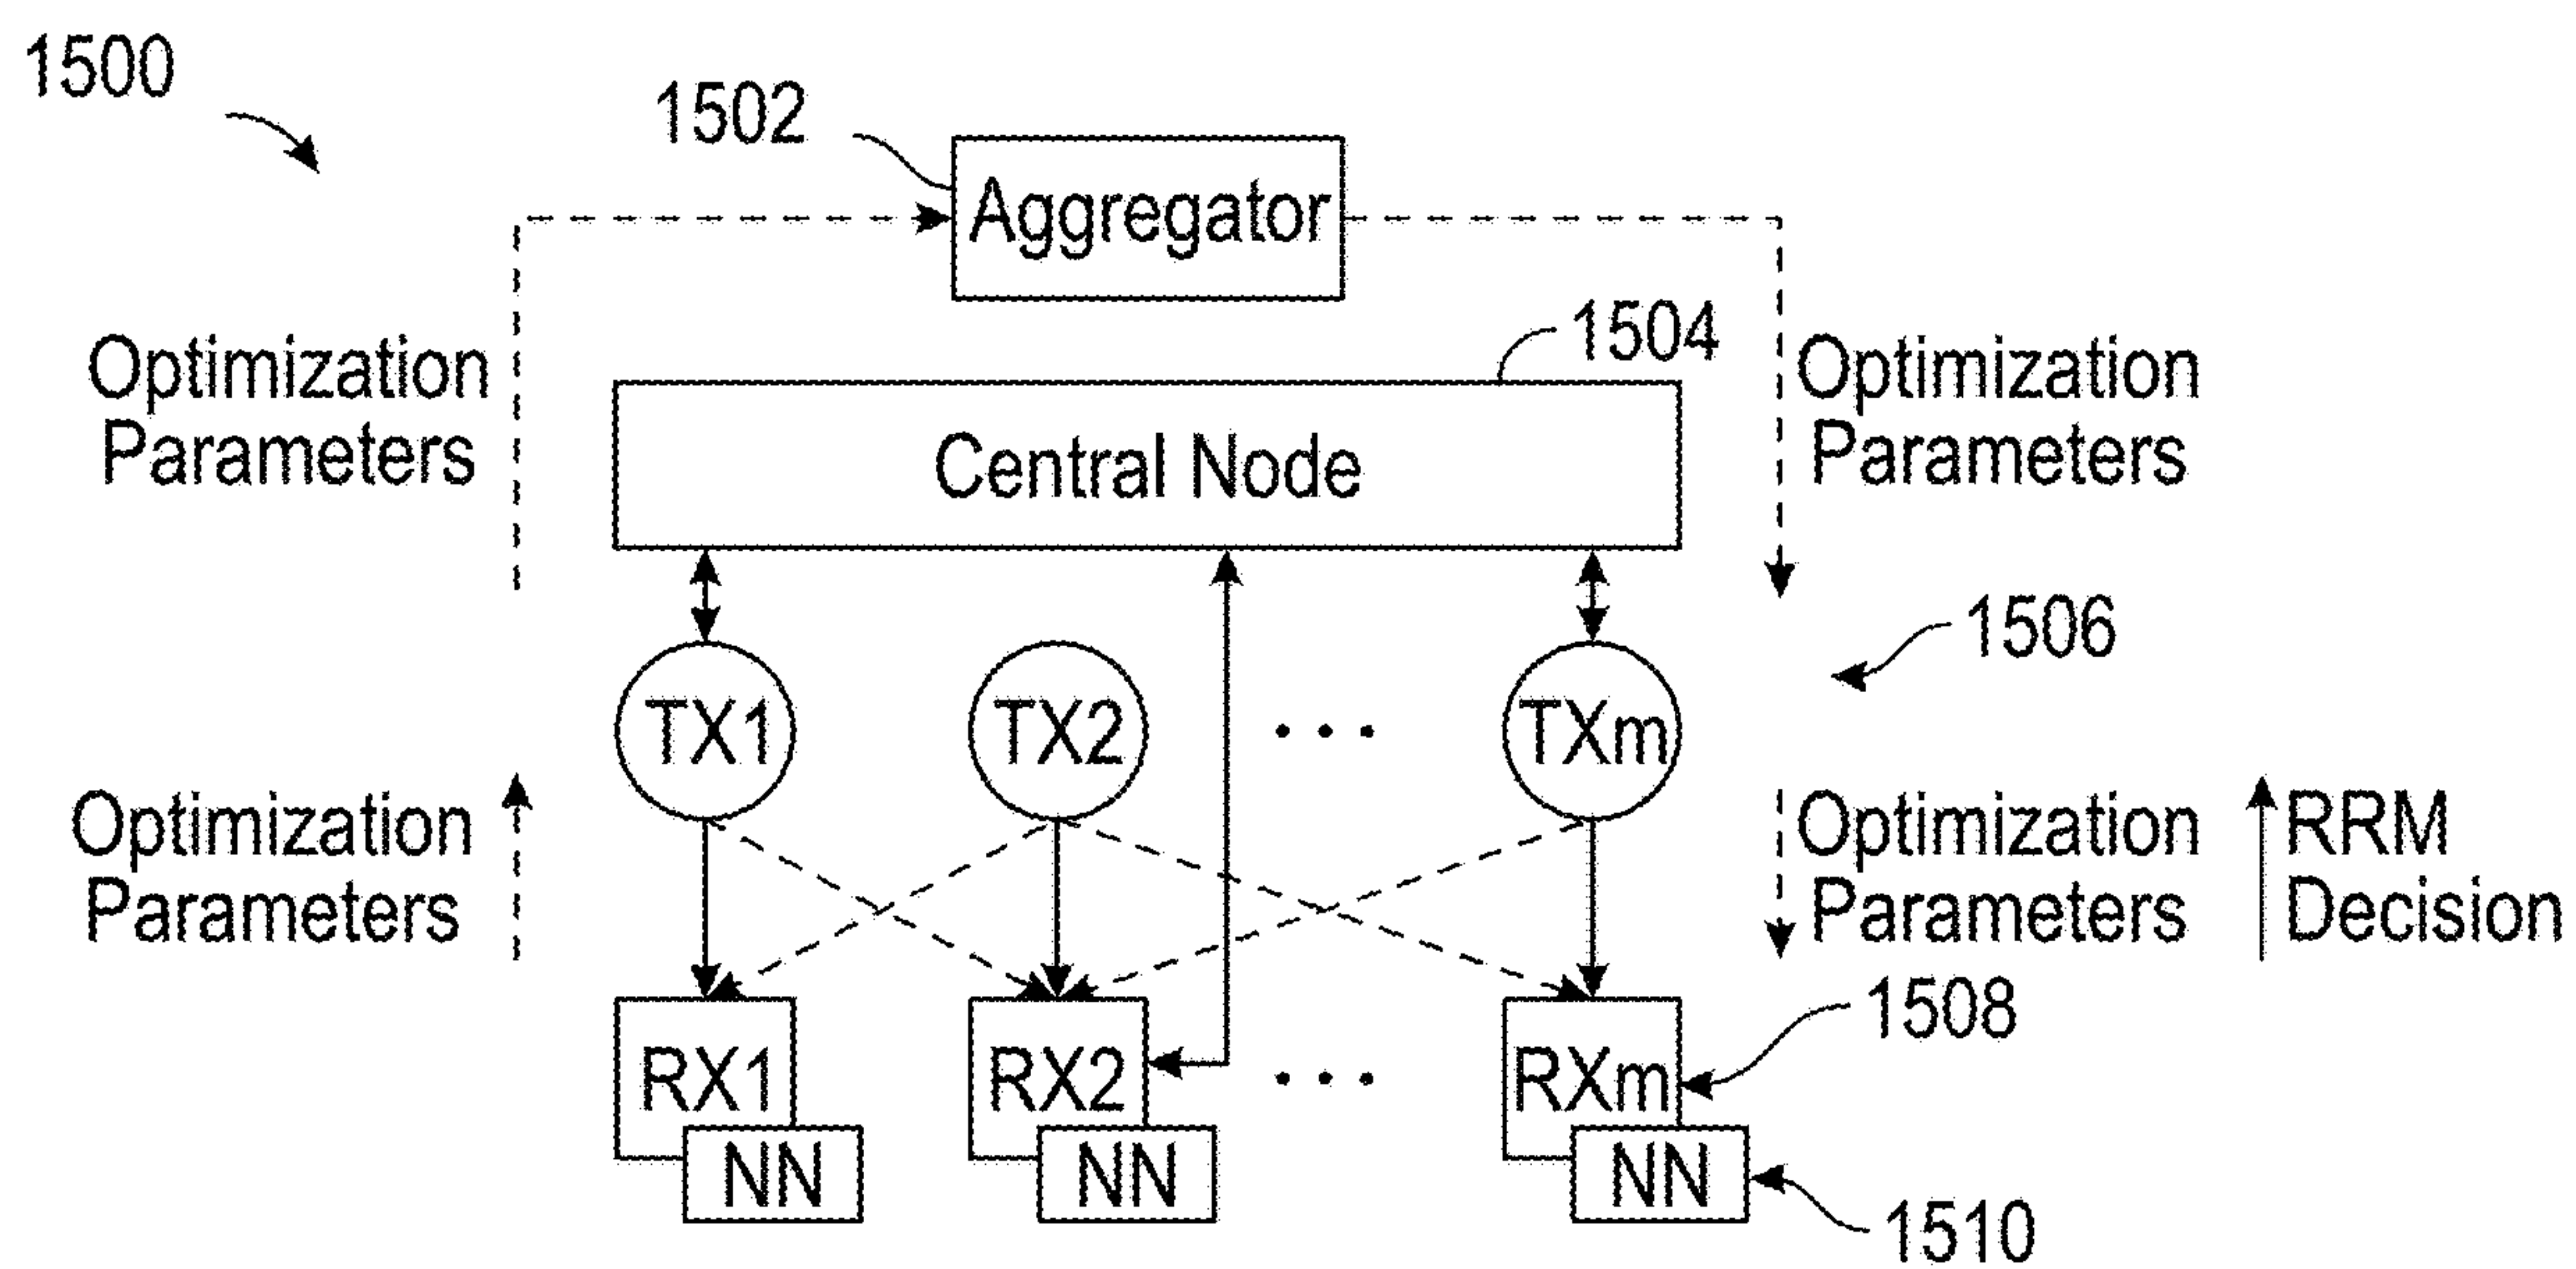 1500
1502
Aggregator
1504
Optimization
Parameters
Optimization
Parameters
Central Node
1506
TX1
TX2
. . .
TXm
Optimization
Parameters
Optimization
Parameters
RRM
Decision
1508
RX1
RX2
. . .
RXm
NN
NN
NN
1510